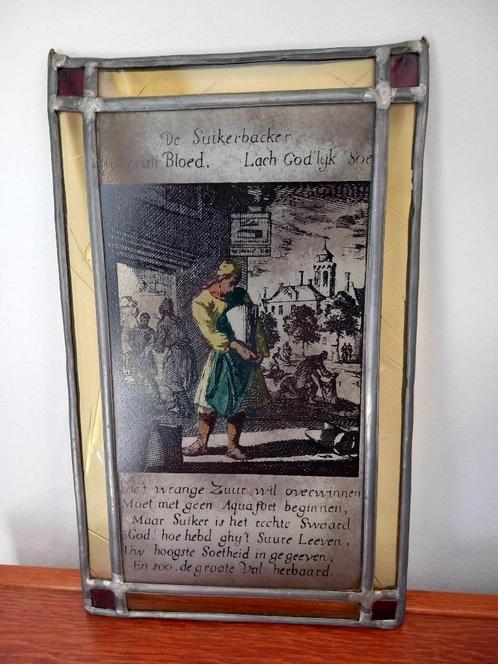 De Suikerbacker
Bloed, Lach God'lyk Soe
wrange Zuur wil overwinnen
Moet met geen Aquafort beginnen,
Maar Suiker is het rechte Swaard
God! hoe hebd ghy't Suure Leeven,
Uw hoogste Soetheid in gegeeven,
En soo de groote Val herbaard.